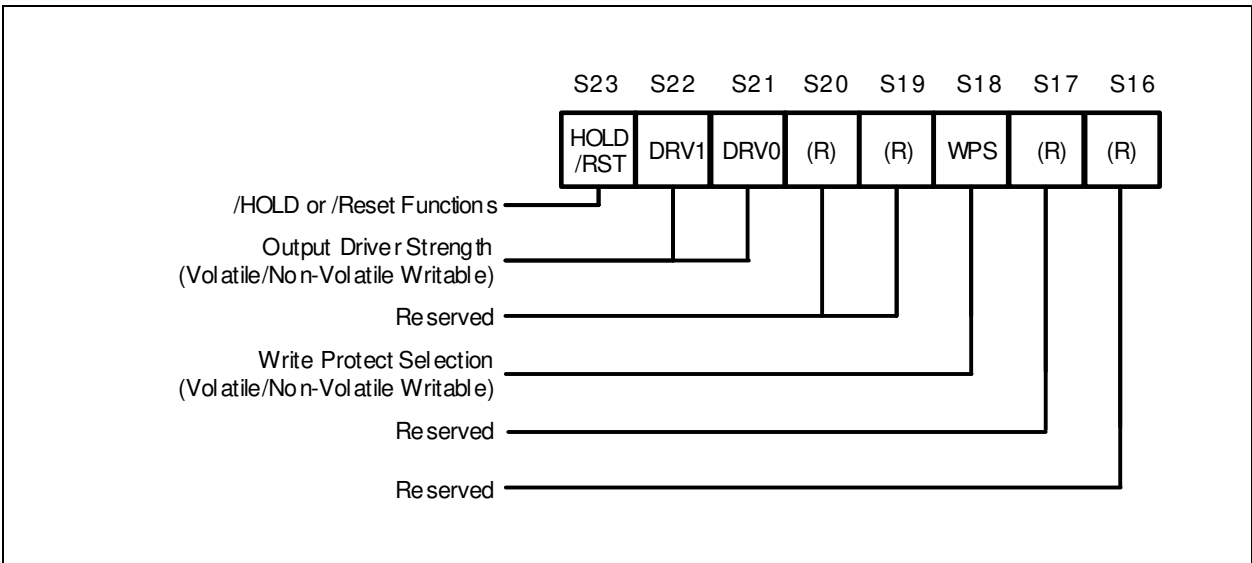 S23 S22 S21 S20 S19 S18 S17 S16
HOLD
/RST DRV1 DRV0 (R) (R) WPS (R) (R)
/HOLD or /Reset Functions
Output Driver Strength
(Volatile/Non-Volatile Writable)
Reserved
Write Protect Selection
(Volatile/Non-Volatile Writable)
Reserved
Reserved